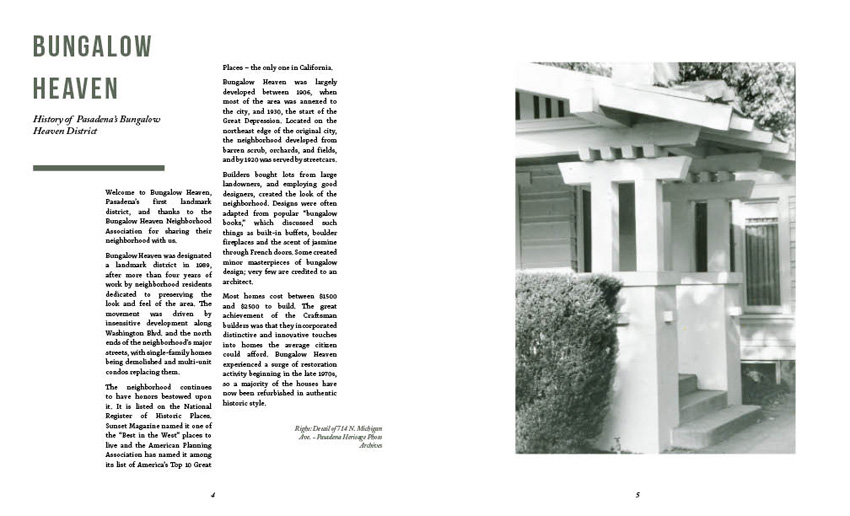 BUNGALOW
HEAVEN
History of Pasadena's Bungalow
Heaven District
Welcome to Bungalow Heaven,
Pasadena's first landmark
district, and thanks to the
Bungalow Heaven Neighborhood
Association for sharing their
neighborhood with us.
Bungalow Heaven was designated
a landmark district in 1989,
after more than four years of
work by neighborhood residents
dedicated to preserving the
look and feel of the area. The
movement was driven by
insensitive development along
Washington Blvd. and the north
ends of the neighborhood's major
streets, with single-family homes
being demolished and multi-unit
condos replacing them.
The neighborhood continues
to have honors bestowed upon
it. It is listed on the National
Register of Historic Places.
Sunset Magazine named it one of
the "Best in the West" places to
live and the American Planning
Association has named it among
its list of America's Top 10 Great
Places – the only one in California.
Bungalow Heaven was largely
developed between 1906, when
most of the area was annexed to
the city, and 1930, the start of the
Great Depression. Located on the
northeast edge of the original city,
the neighborhood developed from
barren scrub, orchards, and fields,
and by 1920 was served by streetcars.
Builders bought lots from large
landowners, and employing good
designers, created the look of the
neighborhood. Designs were often
adapted from popular "bungalow
books," which discussed such
things as built-in buffets, boulder
fireplaces and the scent of jasmine
through French doors. Some created
minor masterpieces of bungalow
design; very few are credited to an
architect.
Most homes cost between $1500
and $2500 to build. The great
achievement of the Craftsman
builders was that they incorporated
distinctive and innovative touches
into homes the average citizen
could afford. Bungalow Heaven
experienced a surge of restoration
activity beginning in the late 1970s,
so a majority of the houses have
now been refurbished in authentic
historic style.
Right: Detail of 714 N. Michigan
Ave. - Pasadena Heritage Photo
Archives
4
5